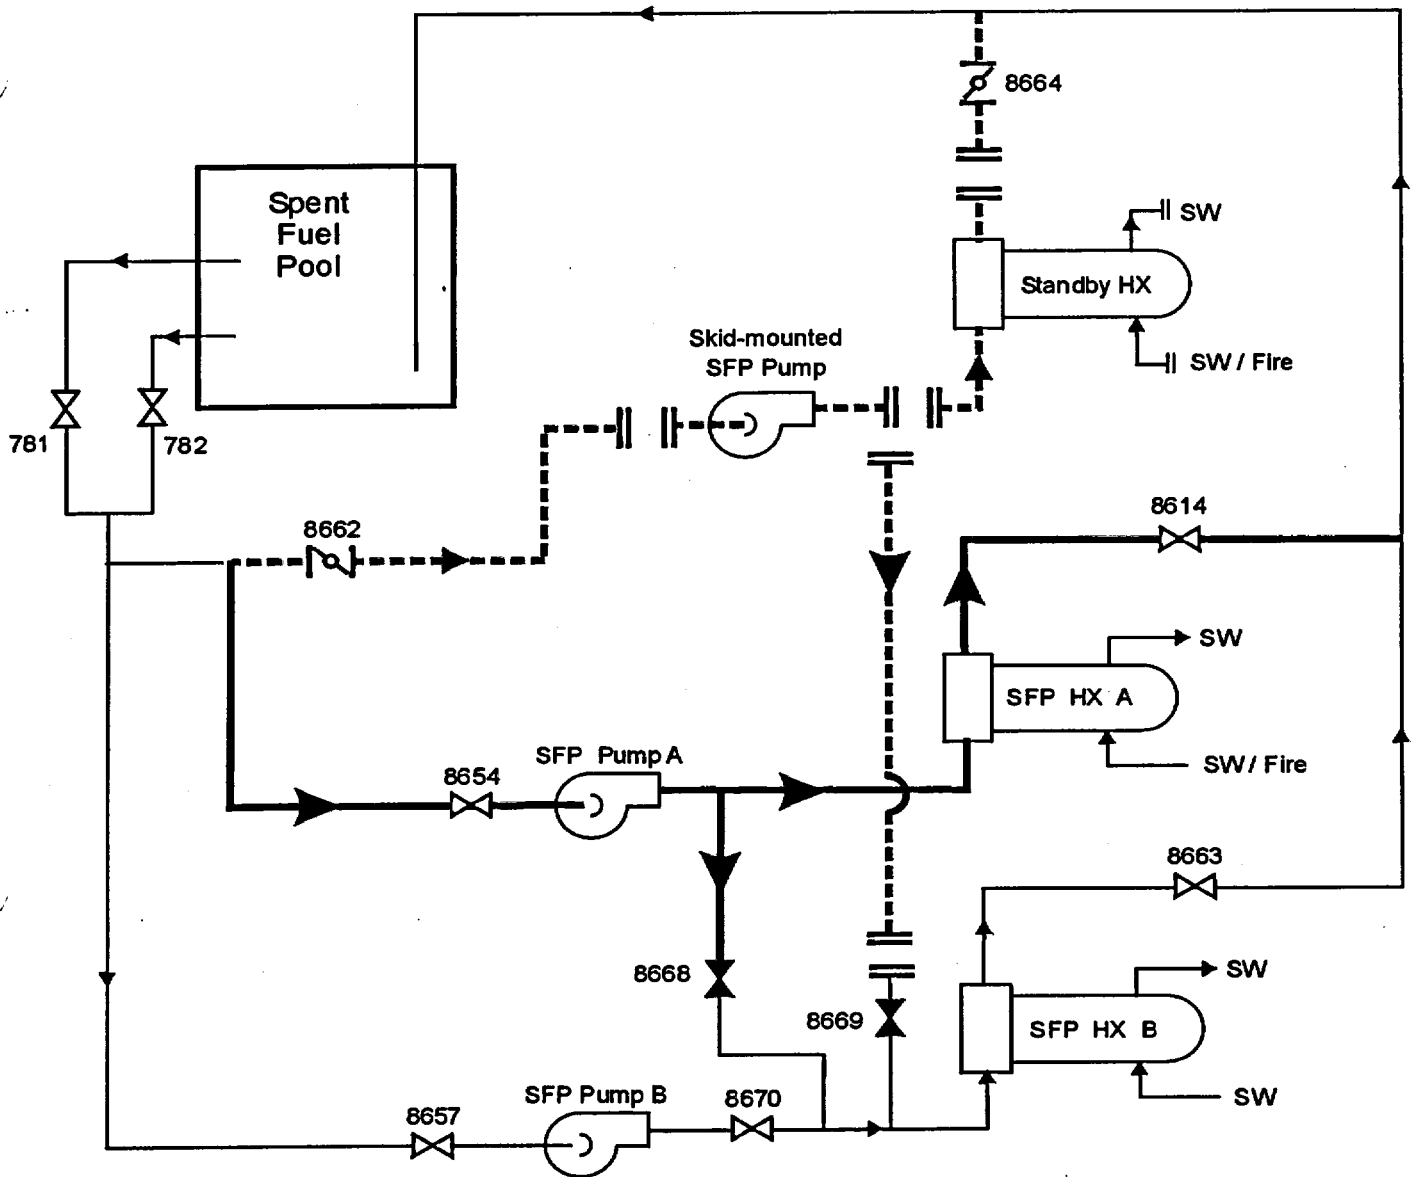 8664
Spent
Fuel
Pool
SW
Standby HX
SW / Fire
Skid-mounted
SFP Pump
781
782
8662
8614
SW
SFP HX A
SW / Fire
SFP Pump A
8654
8663
8668
SW
8669
SFP HX B
SW
SFP Pump B
8670
8657